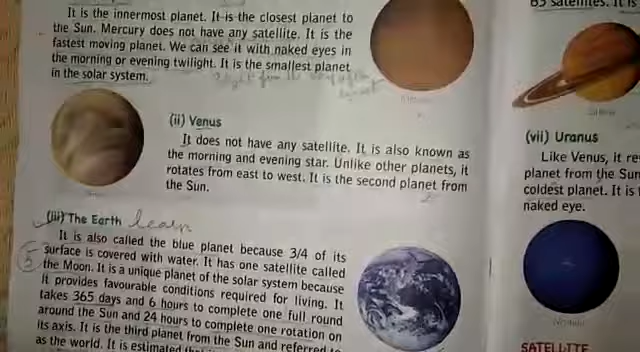 It is the innermost planet. It is the closest planet to
the Sun. Mercury does not have any satellite. It is the
fastest moving planet. We can see it with naked eyes in
the morning or evening twilight. It is the smallest planet
in the solar system.
(ii) Venus
It does not have any satellite. It is also known as
the morning and evening star. Unlike other planets, it
rotates from east to west. It is the second planet from
the Sun.
(iii) The Earth learn
It is also called the blue planet because 3/4 of its
surface is covered with water. It has one satellite called
the Moon. It is a unique planet of the solar system because
it provides favourable conditions required for living. It
takes 365 days and 6 hours to complete one full round
around the Sun and 24 hours to complete one rotation on
its axis. It is the third planet from the Sun and referred to
as the world. It is estimated
satellites. It is
(vii) Uranus
Like Venus, it
planet from the Sun
coldest planet. It is
naked eye.
SATELLITE